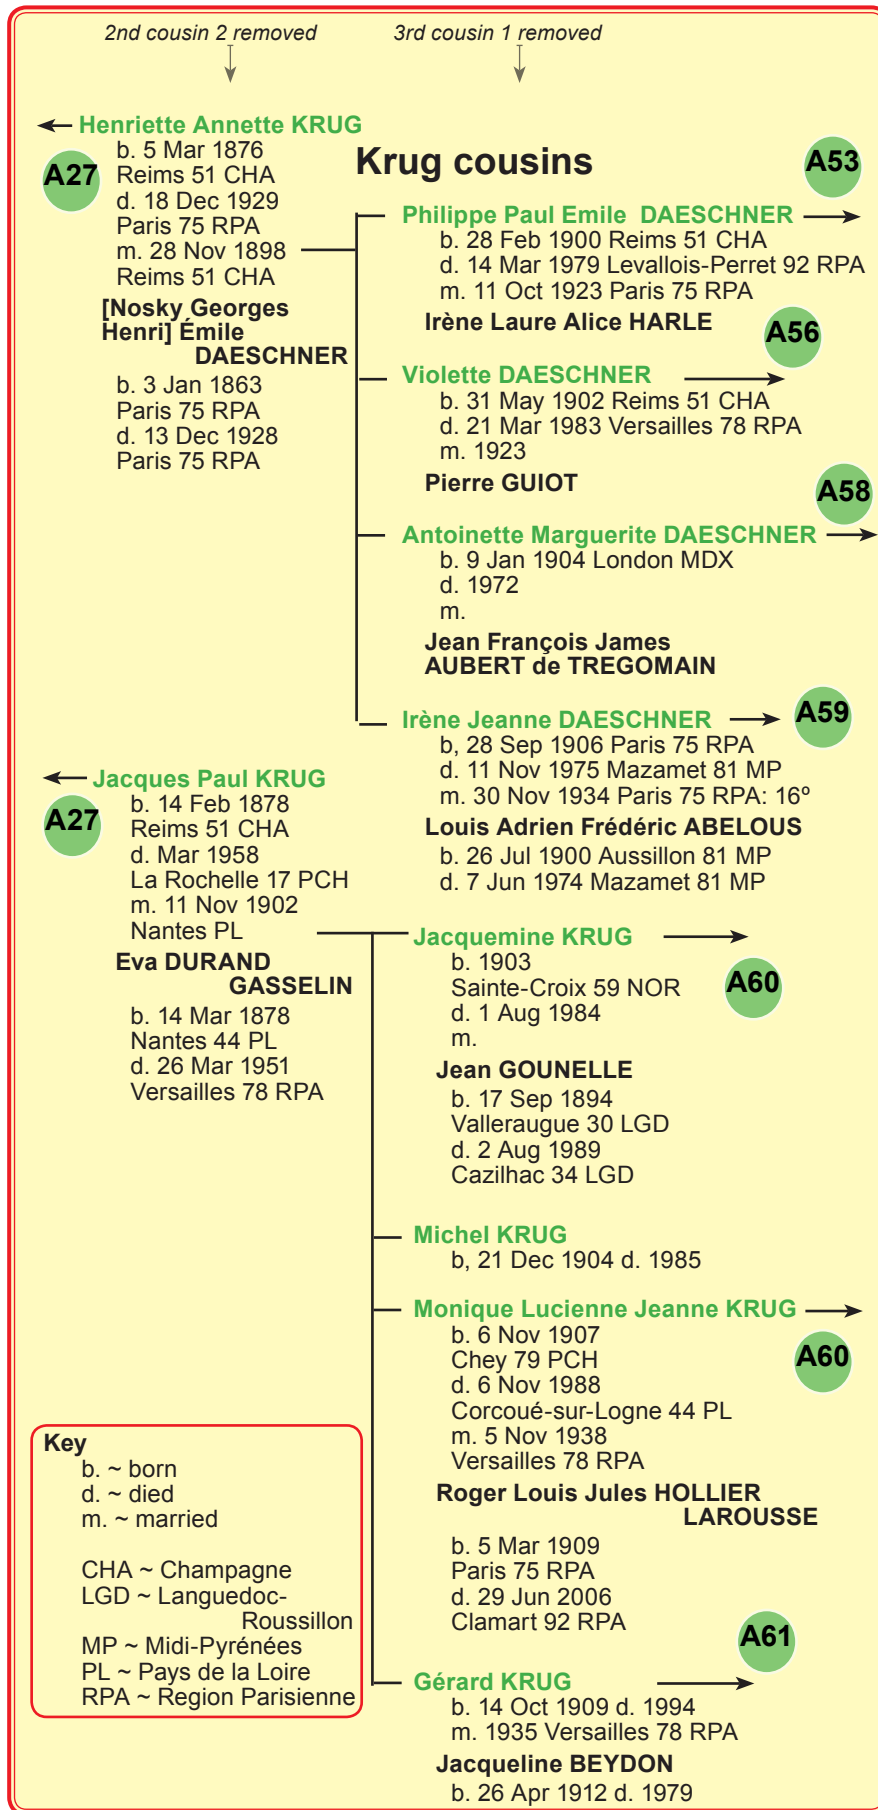 2nd cousin 2 removed
3rd cousin 1 removed
Krug cousins
Henriette Annette KRUG
A27
b. 5 Mar 1876
Reims 51 CHA
d. 18 Dec 1929
Paris 75 RPA
m. 28 Nov 1898
Reims 51 CHA
[Nosky Georges
Henri] Émile
DAESCHNER
b. 3 Jan 1863
Paris 75 RPA
d. 13 Dec 1928
Paris 75 RPA
A53
Philippe Paul Emile DAESCHNER
b. 28 Feb 1900 Reims 51 CHA
d. 14 Mar 1979 Levallois-Perret 92 RPA
m. 11 Oct 1923 Paris 75 RPA
Irène Laure Alice HARLE
A56
Violette DAESCHNER
b. 31 May 1902 Reims 51 CHA
d. 21 Mar 1983 Versailles 78 RPA
m. 1923
Pierre GUIOT
A58
Antoinette Marguerite DAESCHNER
b. 9 Jan 1904 London MDX
d. 1972
m.
Jean François James
AUBERT de TREGOMAIN
A59
Irène Jeanne DAESCHNER
b, 28 Sep 1906 Paris 75 RPA
d. 11 Nov 1975 Mazamet 81 MP
m. 30 Nov 1934 Paris 75 RPA: 16º
Louis Adrien Frédéric ABELOUS
b. 26 Jul 1900 Aussillon 81 MP
d. 7 Jun 1974 Mazamet 81 MP
Jacques Paul KRUG
A27
b. 14 Feb 1878
Reims 51 CHA
d. Mar 1958
La Rochelle 17 PCH
m. 11 Nov 1902
Nantes PL
Eva DURAND
GASSELIN
b. 14 Mar 1878
Nantes 44 PL
d. 26 Mar 1951
Versailles 78 RPA
Jacquemine KRUG
A60
b. 1903
Sainte-Croix 59 NOR
d. 1 Aug 1984
m.
Jean GOUNELLE
b. 17 Sep 1894
Valleraugue 30 LGD
d. 2 Aug 1989
Cazilhac 34 LGD
Michel KRUG
b, 21 Dec 1904 d. 1985
Monique Lucienne Jeanne KRUG
A60
b. 6 Nov 1907
Chey 79 PCH
d. 6 Nov 1988
Corcoué-sur-Logne 44 PL
m. 5 Nov 1938
Versailles 78 RPA
Roger Louis Jules HOLLIER
LAROUSSE
b. 5 Mar 1909
Paris 75 RPA
d. 29 Jun 2006
Clamart 92 RPA
A61
Gérard KRUG
b. 14 Oct 1909 d. 1994
m. 1935 Versailles 78 RPA
Jacqueline BEYDON
b. 26 Apr 1912 d. 1979
Key
b. ~ born
d. ~ died
m. ~ married
CHA ~ Champagne
LGD ~ Languedoc-
Roussillon
MP ~ Midi-Pyrénées
PL ~ Pays de la Loire
RPA ~ Region Parisienne